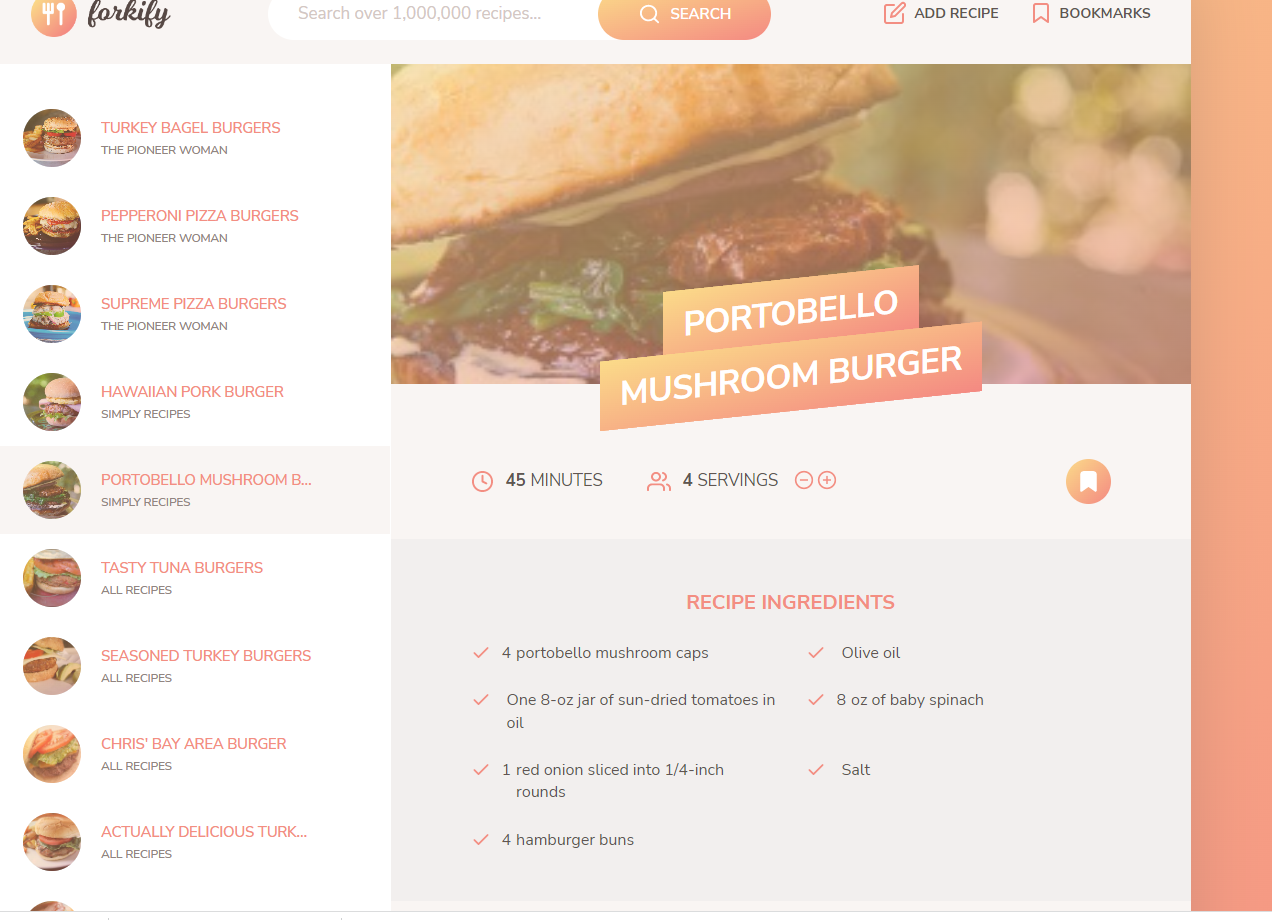 forkify
Search over 1,000,000 recipes...
SEARCH
ADD RECIPE
BOOKMARKS
TURKEY BAGEL BURGERS
THE PIONEER WOMAN
PEPPERONI PIZZA BURGERS
THE PIONEER WOMAN
SUPREME PIZZA BURGERS
THE PIONEER WOMAN
HAWAIIAN PORK BURGER
SIMPLY RECIPES
PORTOBELLO MUSHROOM B...
SIMPLY RECIPES
TASTY TUNA BURGERS
ALL RECIPES
SEASONED TURKEY BURGERS
ALL RECIPES
CHRIS' BAY AREA BURGER
ALL RECIPES
ACTUALLY DELICIOUS TURK...
ALL RECIPES
PORTOBELLO
MUSHROOM BURGER
45 MINUTES
4 SERVINGS
RECIPE INGREDIENTS
4 portobello mushroom caps
Olive oil
One 8-oz jar of sun-dried tomatoes in
oil
8 oz of baby spinach
1 red onion sliced into 1/4-inch
rounds
Salt
4 hamburger buns